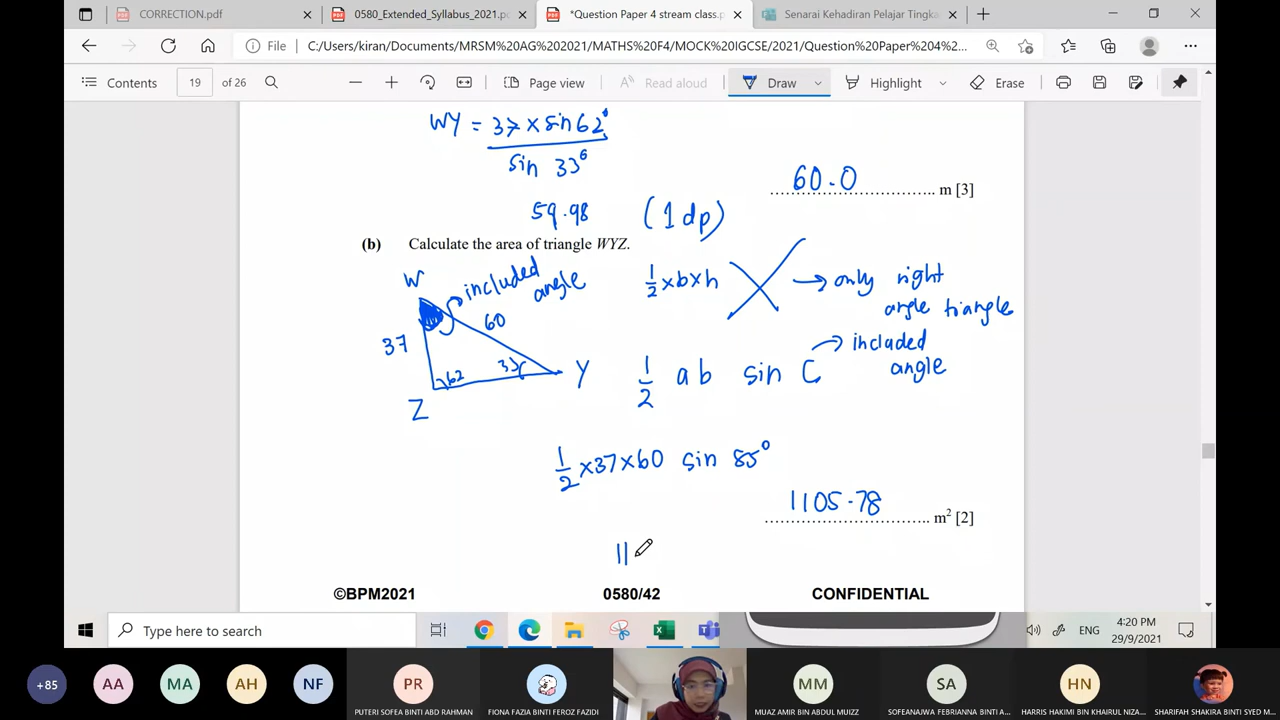 CORRECTION.pdf
0580_Extended_Syllabus_2021.p
*Question Paper 4 stream class.p
Senarai Kehadiran Pelajar Tingka
File
C:/Users/kiran/Documents/MRSM%20AG%202021/MATHS%20F4/MOCK%20IGCSE/2021/Question%20Paper%204%2...
Contents
19 of 26
Page view
Read aloud
Draw
Highlight
Erase
WY = 37 x sin 62°
sin 33°
60.0
m [3]
59.98 (1 dp)
(b) Calculate the area of triangle WYZ.
W
included angle
1/2 x b x h
→ only right angle triangle
60
37
62
33
Y
Z
1/2 ab sin C
→ included angle
1/2 x 37 x 60 sin 85°
1105.78
m² [2]
11
©BPM2021 0580/42 CONFIDENTIAL
Type here to search
ENG
4:20 PM
29/9/2021
+85
AA
MA
AH
NF
PR
PUTERI SOFEA BINTI ABD RAHMAN
FIONA FAZIA BINTI FEROZ FAZIDI
MM
MUAZ AMIR BIN ABDUL MUIZZ
SA
SOFEANAJWA FEBRIANNA BINTI A...
HN
HARRIS HAKIMI BIN KHAIRUL NIZA...
SHARIFAH SHAKIRA BINTI SYED M...